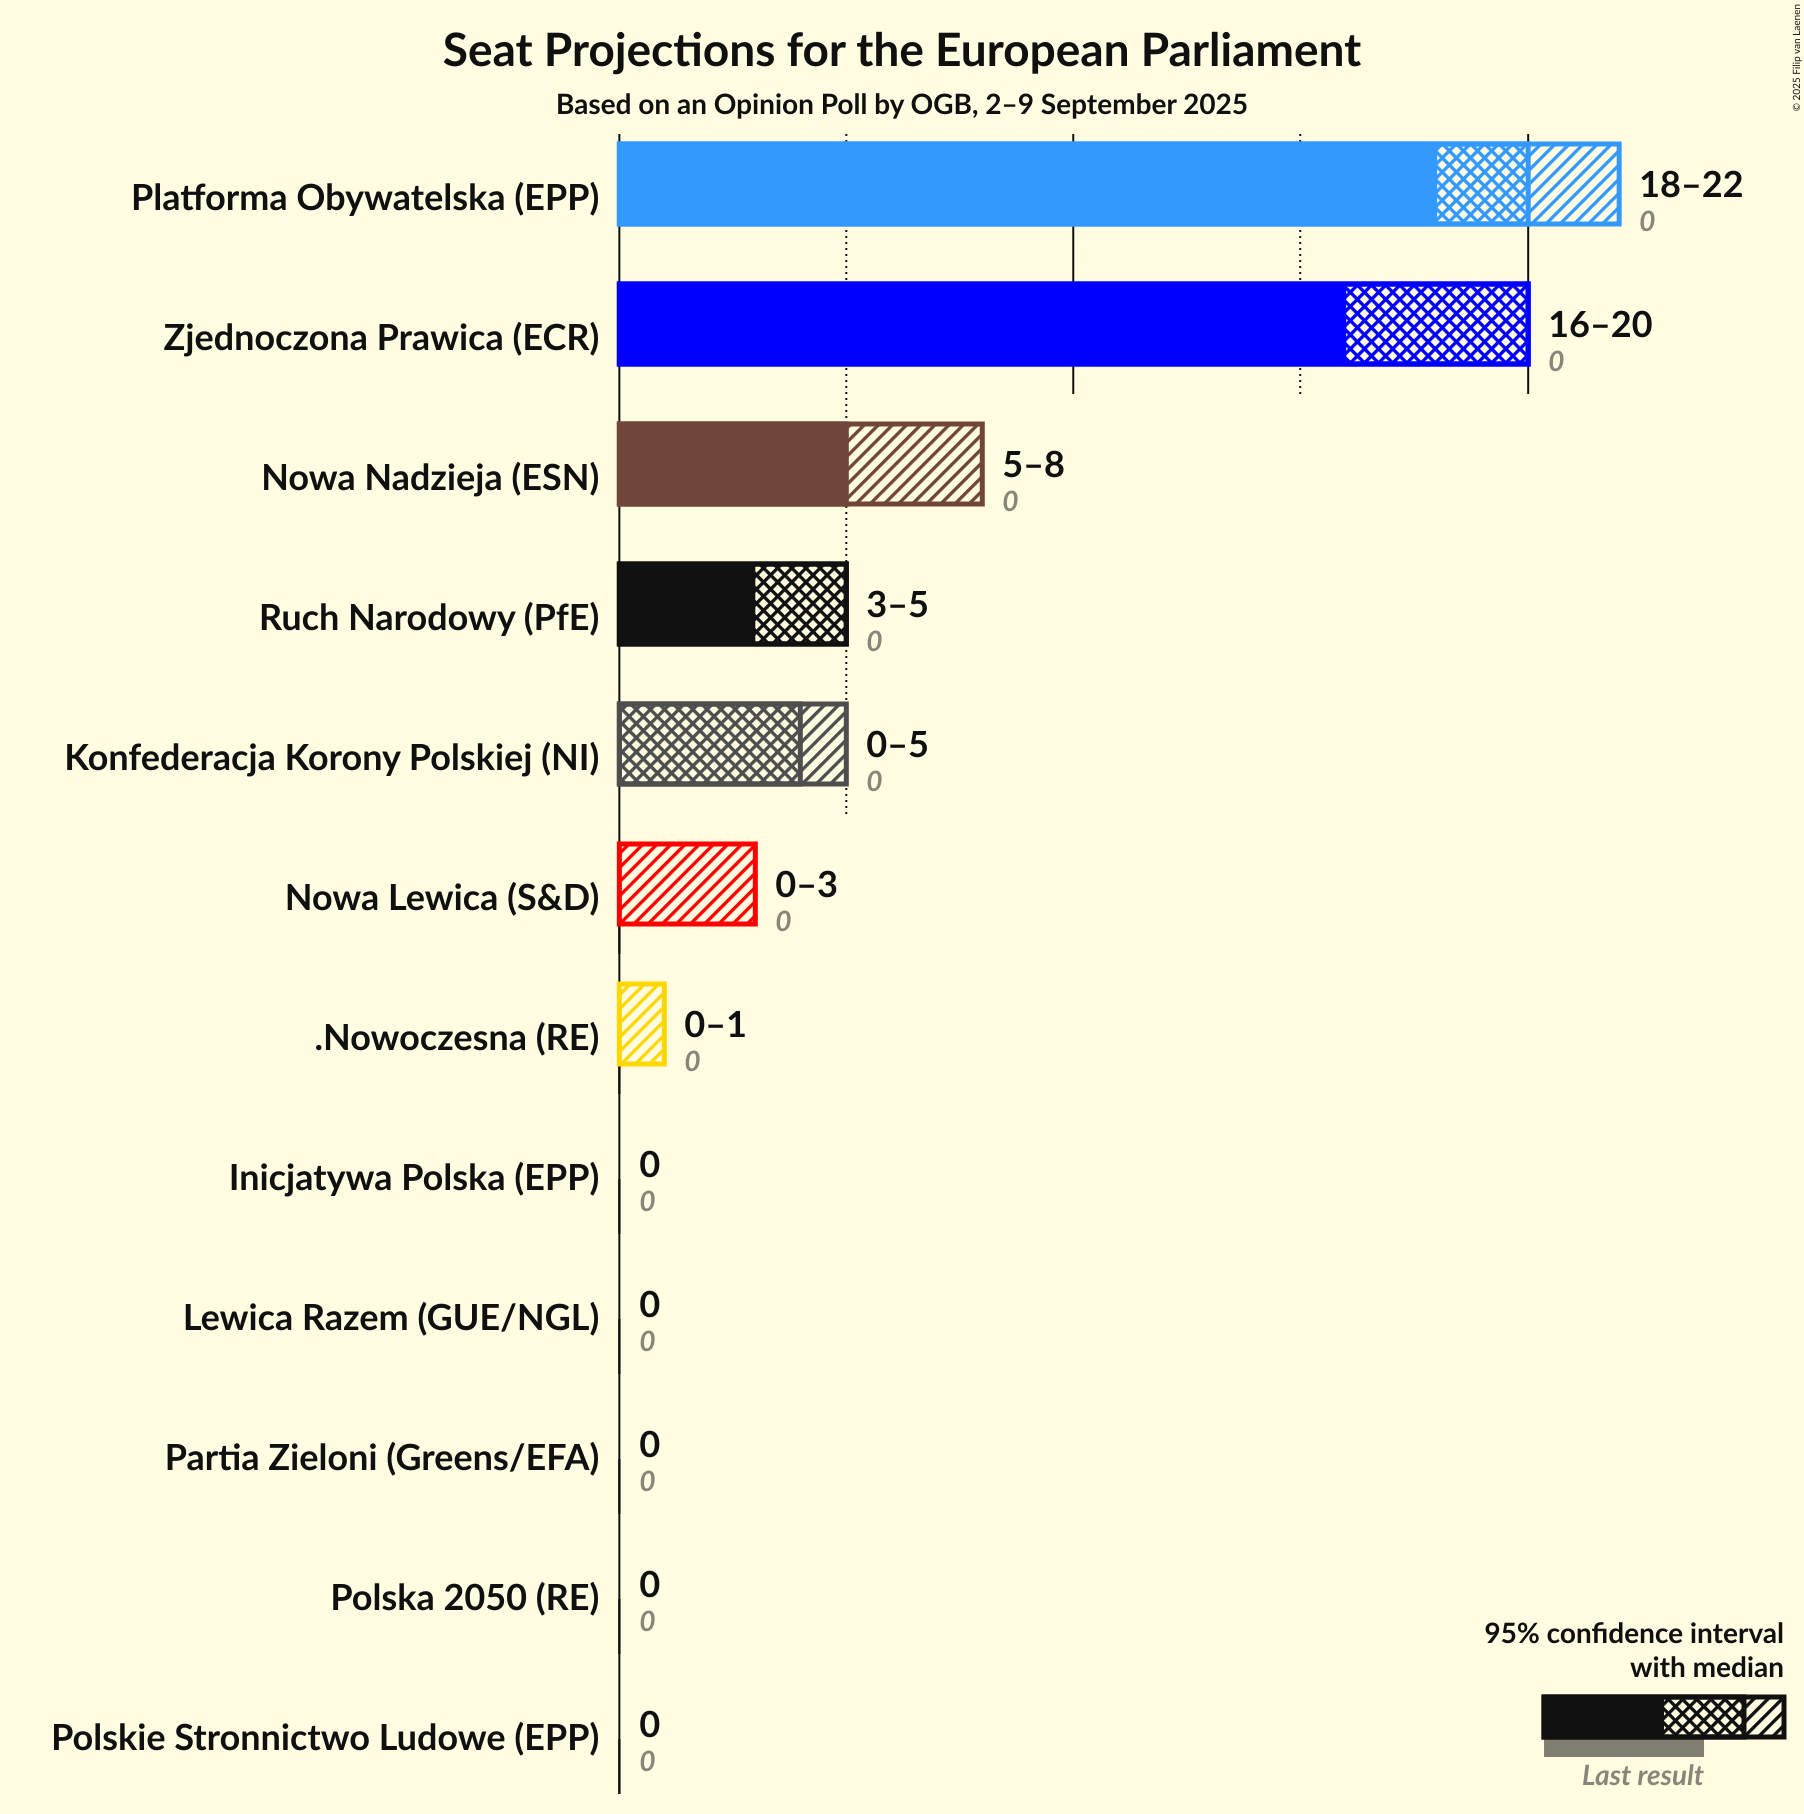 Seat Projections for the European Parliament
Based on an Opinion Poll by OGB, 2–9 September 2025
© 2025 Filip van Laenen
Platforma Obywatelska (EPP)
18–22
0
Zjednoczona Prawica (ECR)
16–20
0
Nowa Nadzieja (ESN)
5–8
0
Ruch Narodowy (PfE)
3–5
0
Konfederacja Korony Polskiej (NI)
0–5
0
Nowa Lewica (S&D)
0–3
0
.Nowoczesna (RE)
0–1
0
Inicjatywa Polska (EPP)
0
0
Lewica Razem (GUE/NGL)
0
0
Partia Zieloni (Greens/EFA)
0
0
Polska 2050 (RE)
0
0
Polskie Stronnictwo Ludowe (EPP)
0
0
95% confidence interval
with median
Last result